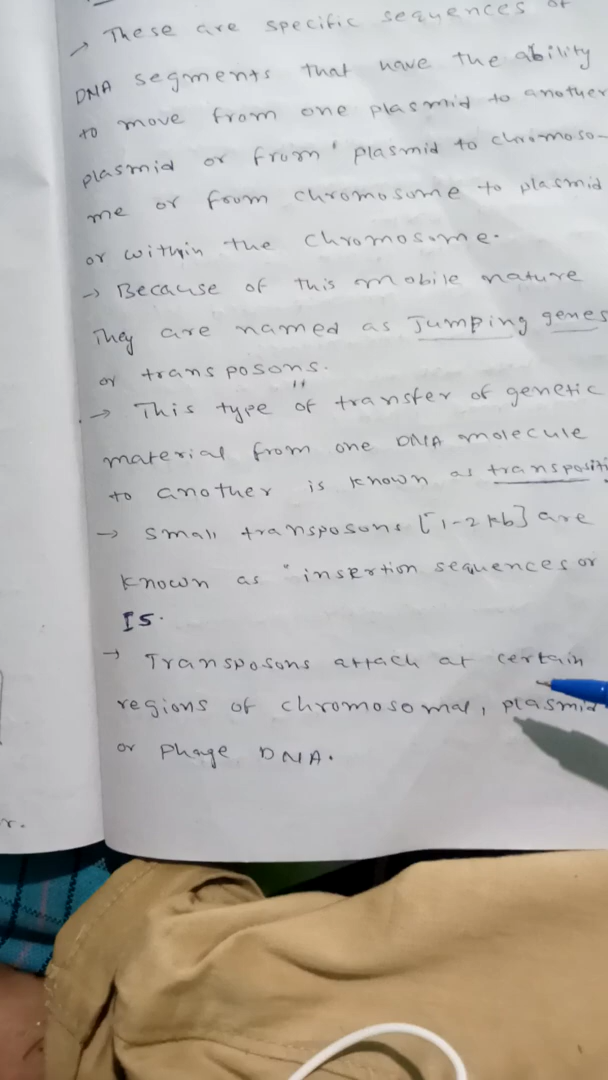 → These are specific sequences of
DNA segments that have the ability
to move from one plasmid to another
plasmid or from plasmid to chromoso-
me or from chromosome to plasmid
or within the chromosome.
→ Because of this mobile nature
They are named as Jumping genes
or transposons.
→ This type of transfer of genetic
material from one DNA molecule
to another is known as transpositi
→ small transposons [1-2 kb] are
known as "insertion sequences or
IS.
→ Transposons attach at certain
regions of chromosomal, plasmid
or phage DNA.
r.